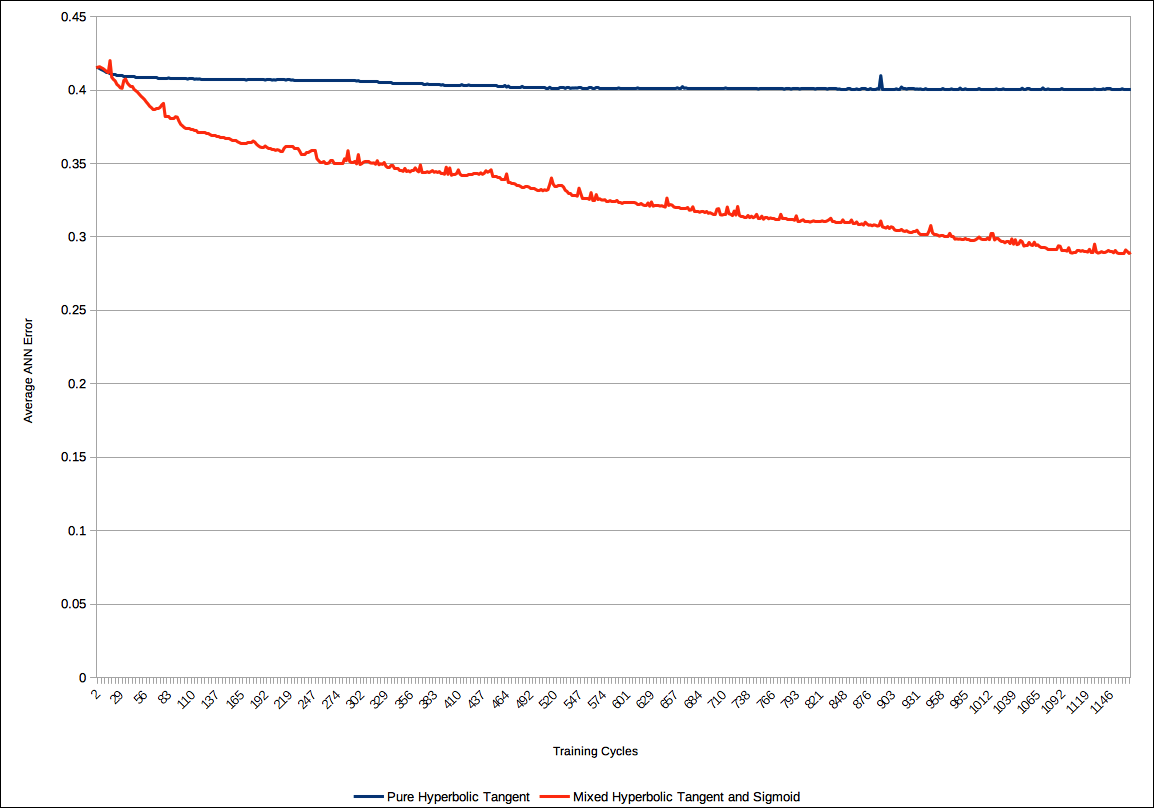 0.45
0.4
0.35
0.3
0.25
0.2
0.15
0.1
0.05
0
Average ANN Error
2 29 56 83 110 137 165 192 219 247 274 302 329 356 383 410 437 464 492 520 547 574 601 629 657 684 710 738 766 793 821 848 876 903 931 958 985 1012 1039 1065 1092 1119 1146
Training Cycles
Pure Hyperbolic Tangent Mixed Hyperbolic Tangent and Sigmoid